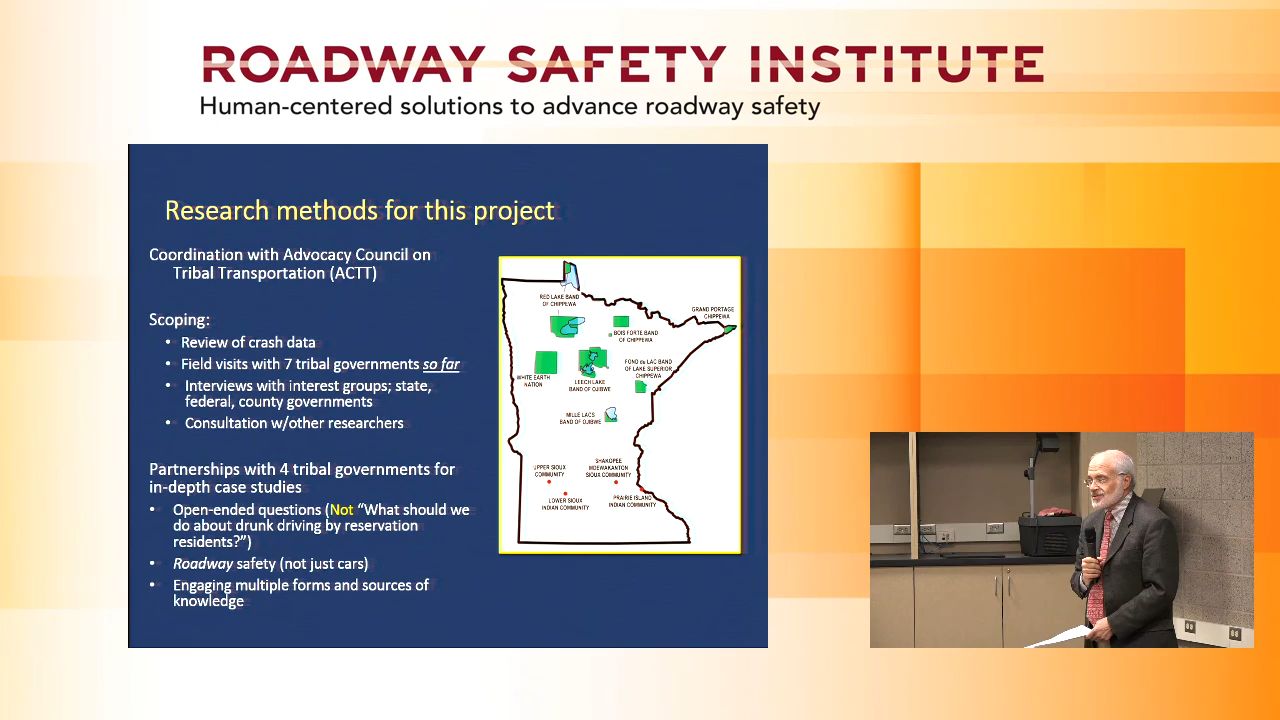 ROADWAY SAFETY INSTITUTE
Human-centered solutions to advance roadway safety
Research methods for this project
Coordination with Advocacy Council on
Tribal Transportation (ACTT)
Scoping:
• Review of crash data
• Field visits with 7 tribal governments so far
• Interviews with interest groups; state,
federal, county governments
• Consultation w/other researchers
Partnerships with 4 tribal governments for
in-depth case studies
• Open-ended questions (Not "What should we
do about drunk driving by reservation
residents?")
• Roadway safety (not just cars)
• Engaging multiple forms and sources of
knowledge
RED LAKE BAND
OF CHIPPEWA
GRAND PORTAGE
CHIPPEWA
BOIS FORTE BAND
OF CHIPPEWA
FOND du LAC BAND
OF LAKE SUPERIOR
CHIPPEWA
WHITE EARTH
NATION
LEECH LAKE
BAND OF OJIBWE
MILLE LACS
BAND OF OJIBWE
UPPER SIOUX
COMMUNITY
SHAKOPEE
MDEWAKANTON
SIOUX COMMUNITY
LOWER SIOUX
INDIAN COMMUNITY
PRAIRIE ISLAND
INDIAN COMMUNITY